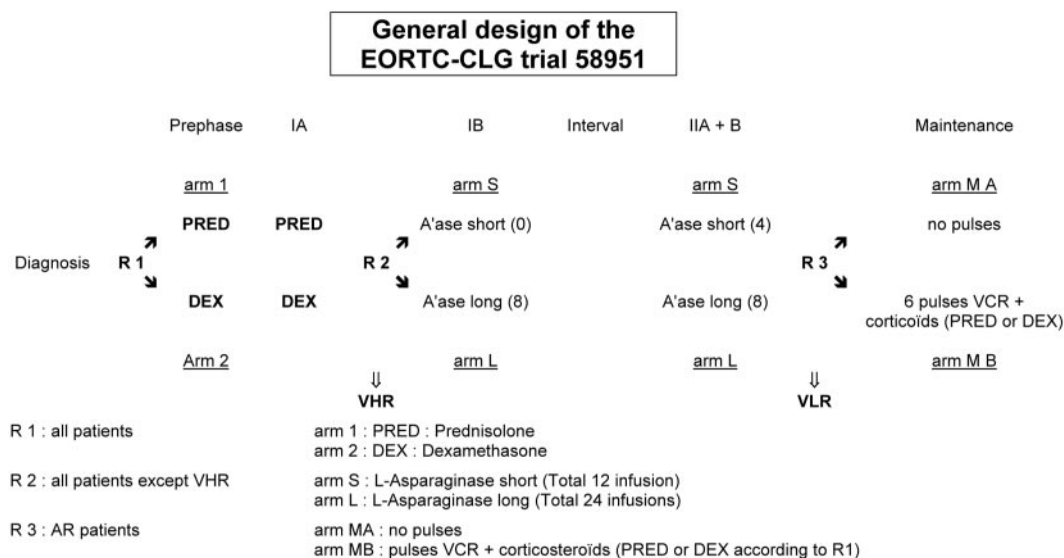 General design of the
EORTC-CLG trial 58951
Prephase IA IB Interval IIA + B Maintenance
arm 1 arm S arm S arm M A
PRED PRED A'ase short (0) A'ase short (4) no pulses
Diagnosis R 1 R 2 R 3
DEX DEX A'ase long (8) A'ase long (8) 6 pulses VCR +
corticoïds (PRED or DEX)
Arm 2 arm L arm L arm M B
VHR VLR
R 1 : all patients arm 1 : PRED : Prednisolone
arm 2 : DEX : Dexamethasone
R 2 : all patients except VHR arm S : L-Asparaginase short (Total 12 infusion)
arm L : L-Asparaginase long (Total 24 infusions)
R 3 : AR patients arm MA : no pulses
arm MB : pulses VCR + corticosteroïds (PRED or DEX according to R1)